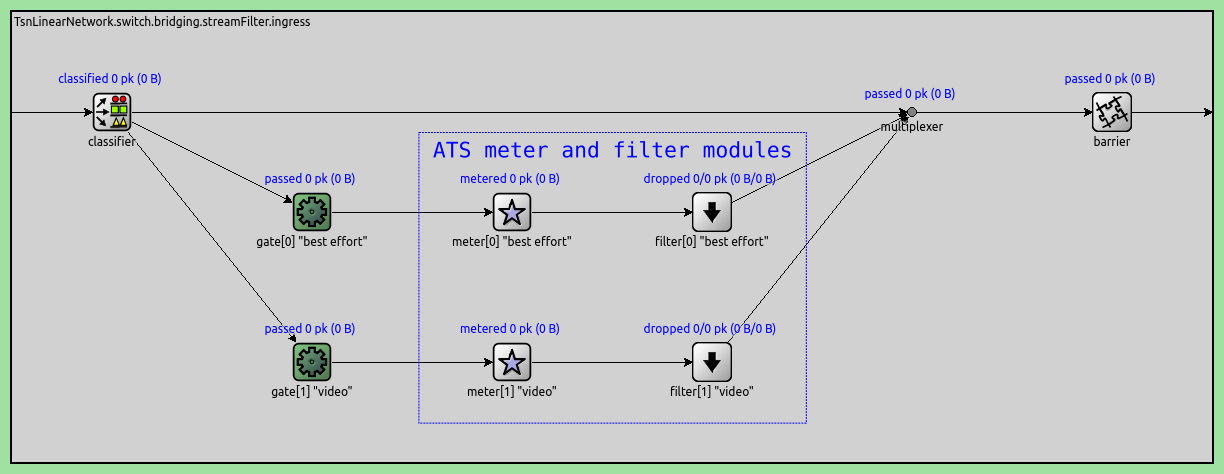 TsnLinearNetwork.switch.bridging.streamFilter.ingress
classified 0 pk (0 B)
classifier
passed 0 pk (0 B)
multiplexer
passed 0 pk (0 B)
barrier
ATS meter and filter modules
passed 0 pk (0 B)
gate[0] "best effort"
metered 0 pk (0 B)
meter[0] "best effort"
dropped 0/0 pk (0 B/0 B)
filter[0] "best effort"
passed 0 pk (0 B)
gate[1] "video"
metered 0 pk (0 B)
meter[1] "video"
dropped 0/0 pk (0 B/0 B)
filter[1] "video"